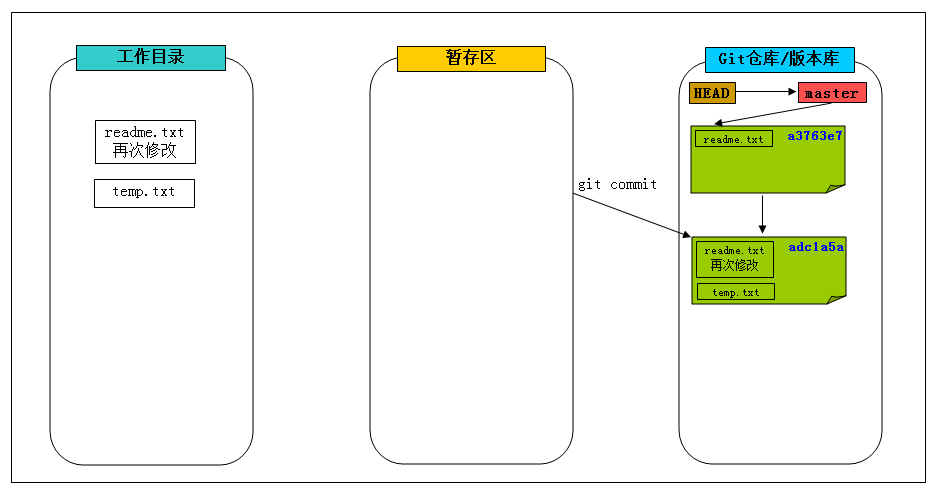 工作目录
readme.txt
再次修改
temp.txt
暂存区
git commit
Git仓库/版本库
HEAD
master
readme.txt
a3763e7
readme.txt
再次修改
adc1a5a
temp.txt